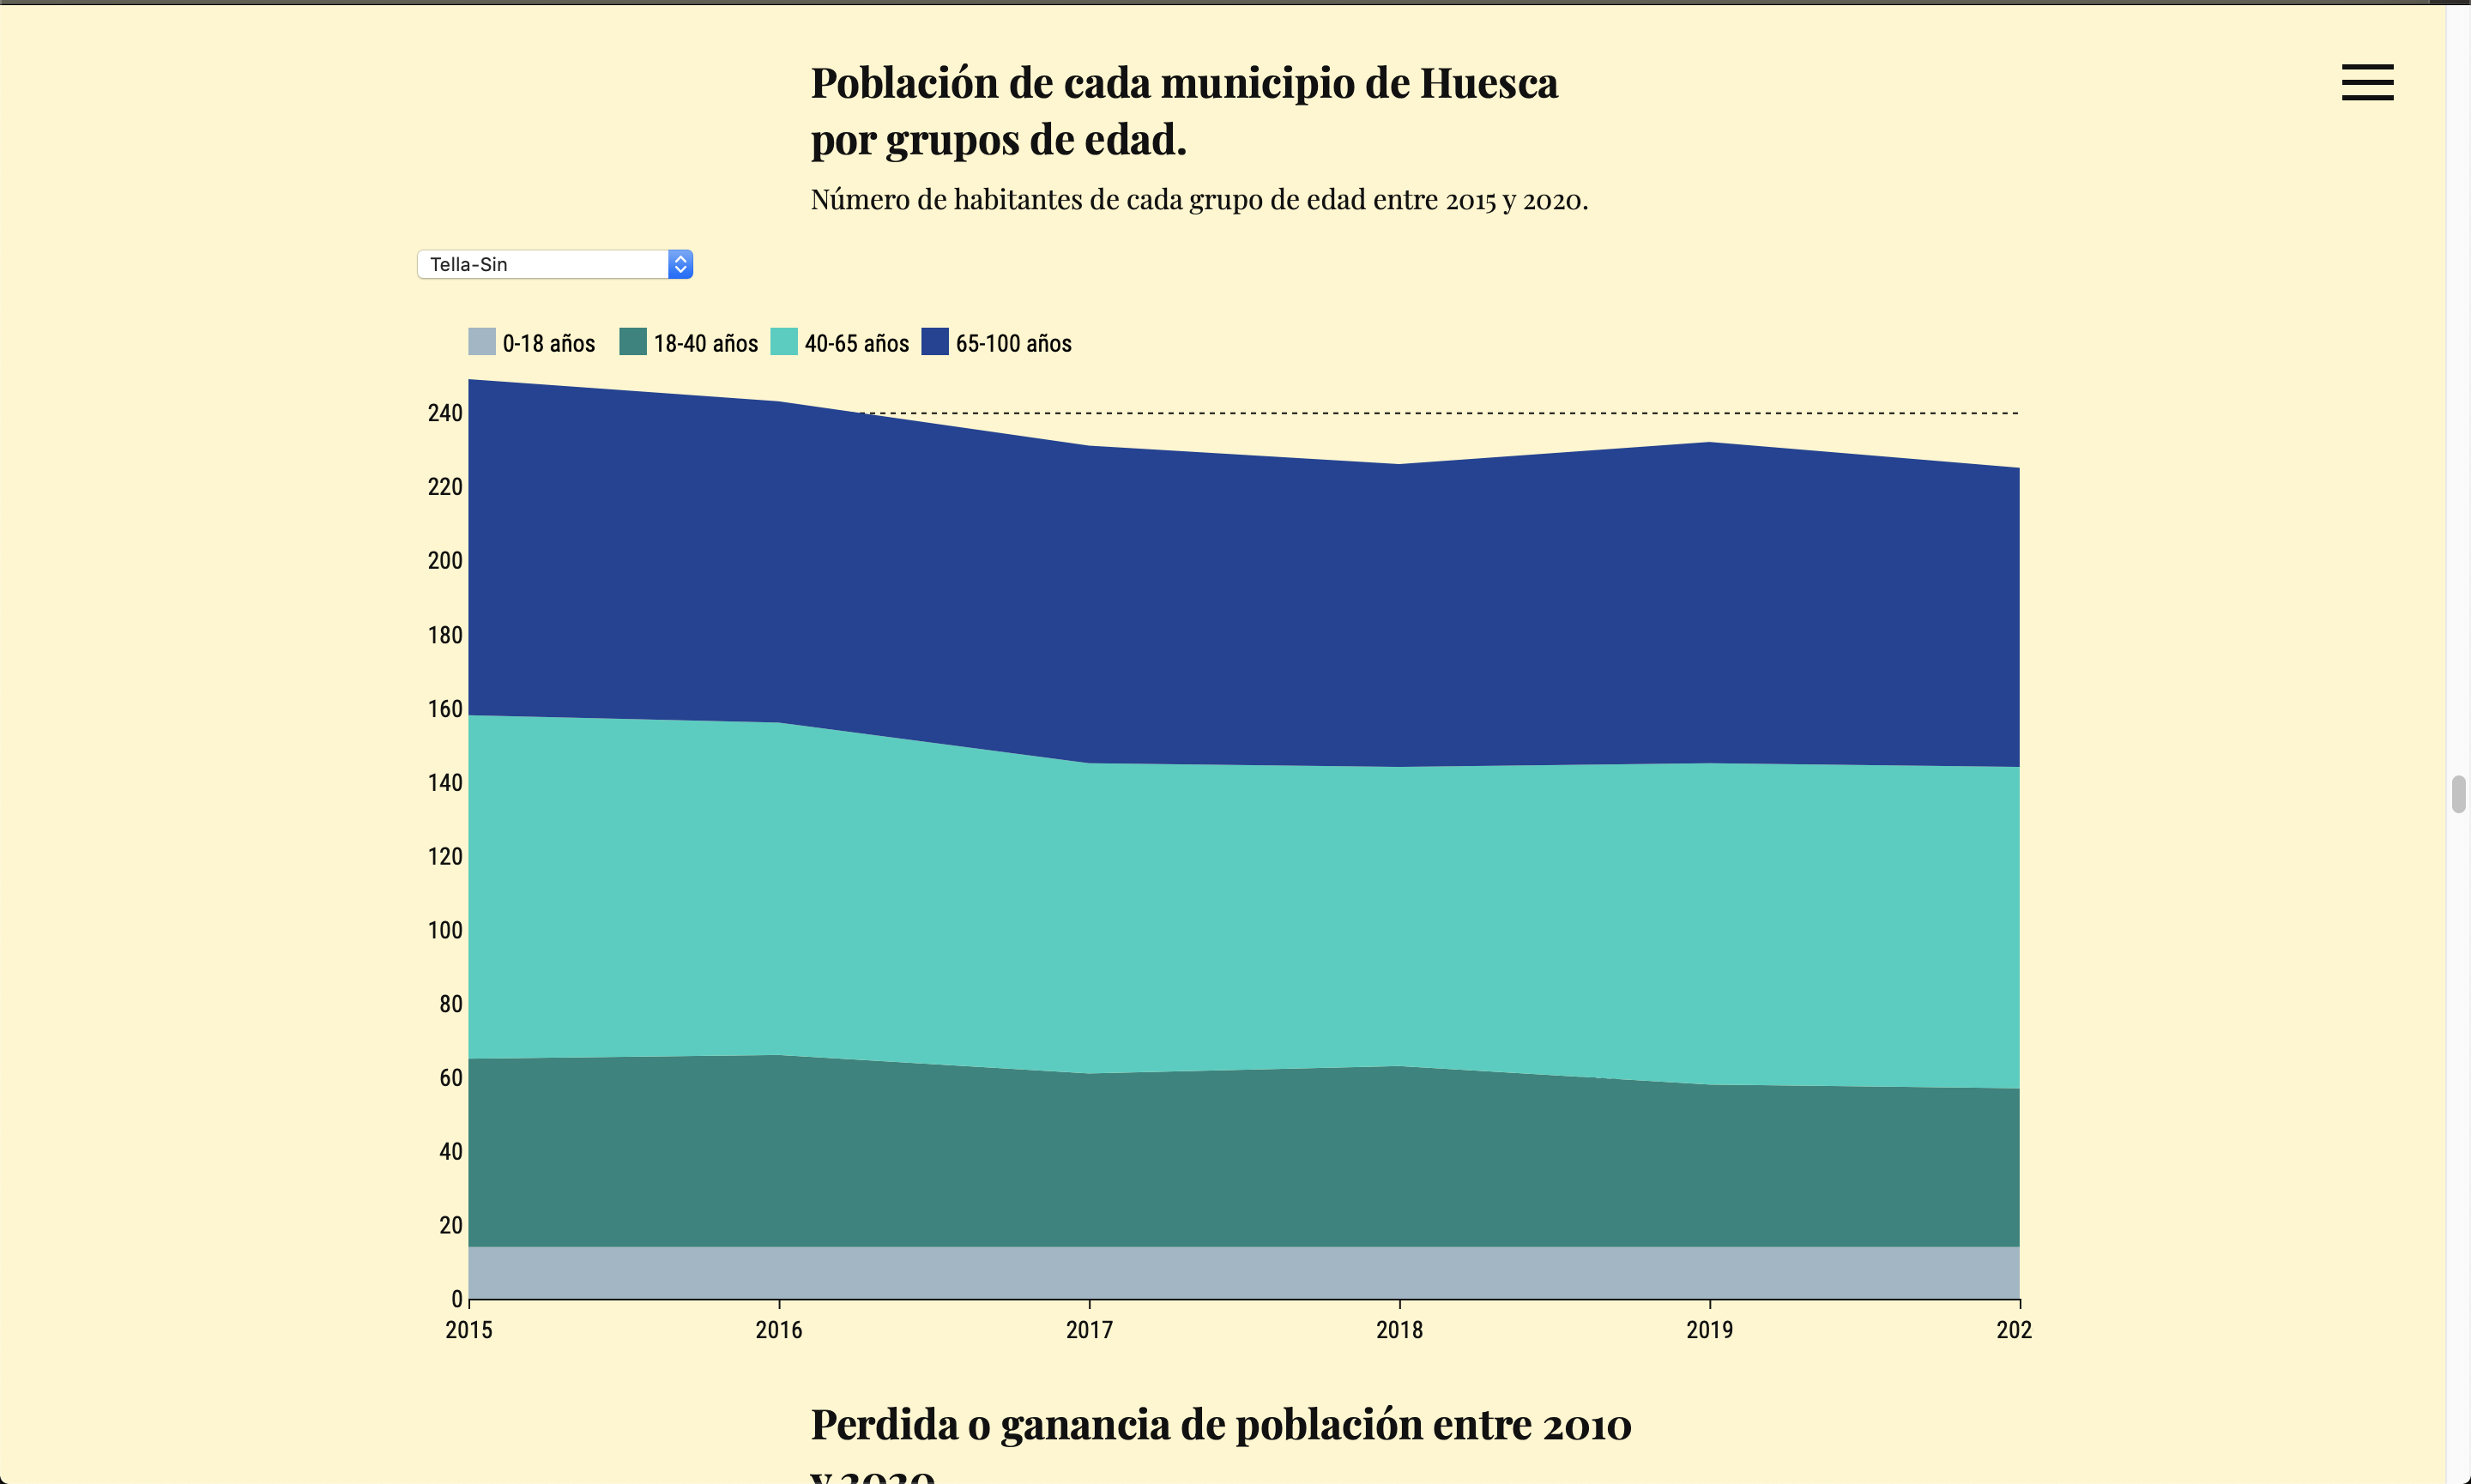 Población de cada municipio de Huesca
por grupos de edad.
Número de habitantes de cada grupo de edad entre 2015 y 2020.
Tella-Sin
0-18 años 18-40 años 40-65 años 65-100 años
240
220
200
180
160
140
120
100
80
60
40
20
0
2015 2016 2017 2018 2019 202
Perdida o ganancia de población entre 2010
y 2020